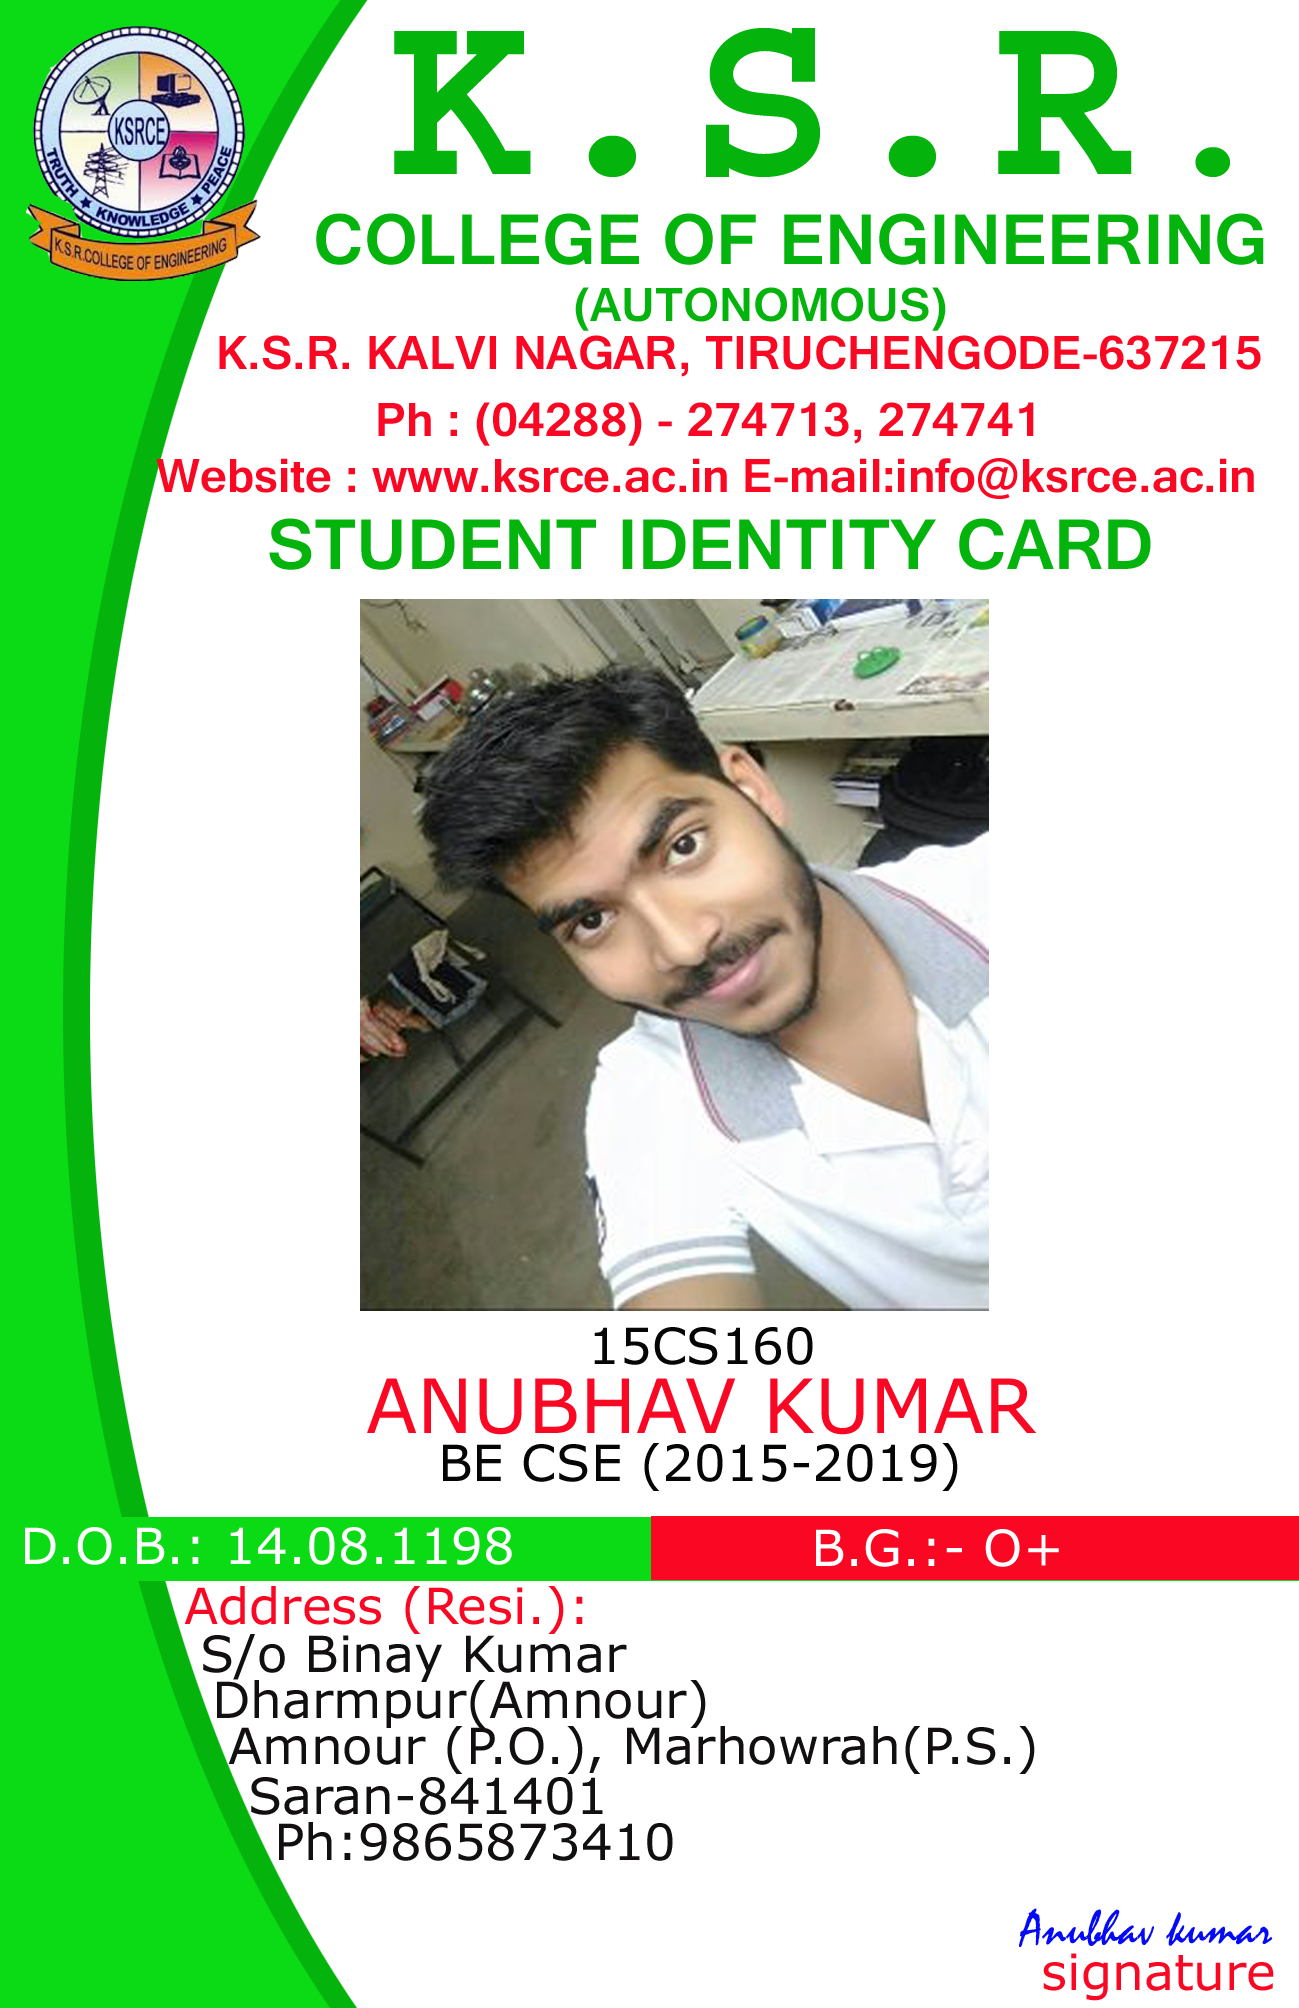 K.S.R.
COLLEGE OF ENGINEERING
(AUTONOMOUS)
K.S.R. KALVI NAGAR, TIRUCHENGODE-637215
Ph : (04288) - 274713, 274741
Website : www.ksrce.ac.in E-mail:info@ksrce.ac.in
STUDENT IDENTITY CARD
KSRCE
TRUTH ★ KNOWLEDGE ★ PEACE
K.S.R.COLLEGE OF ENGINEERING
15CS160
ANUBHAV KUMAR
BE CSE (2015-2019)
D.O.B.: 14.08.1198 B.G.:- O+
Address (Resi.):
S/o Binay Kumar
Dharmpur(Amnour)
Amnour (P.O.), Marhowrah(P.S.)
Saran-841401
Ph:9865873410
Anubhav kumar
signature